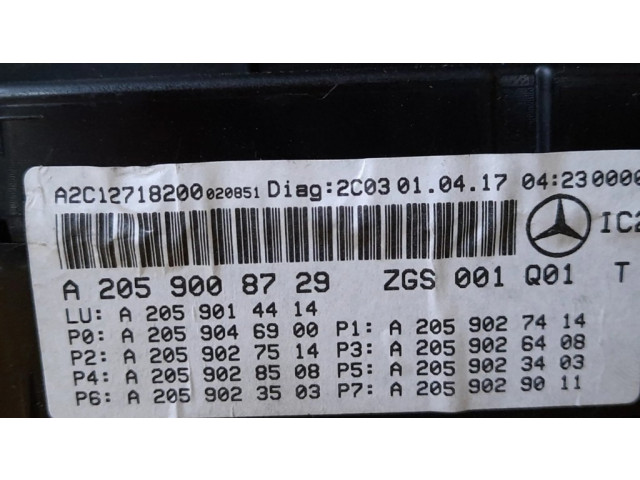 A2C12718200020851 Diag:2C03 01.04.17 04:230000
IC2
A 205 900 87 29 ZGS 001 Q01 T
LU: A 205 901 44 14
P0: A 205 904 69 00 P1: A 205 902 74 14
P2: A 205 902 75 14 P3: A 205 902 64 08
P4: A 205 902 85 08 P5: A 205 902 34 03
P6: A 205 902 35 03 P7: A 205 902 90 11